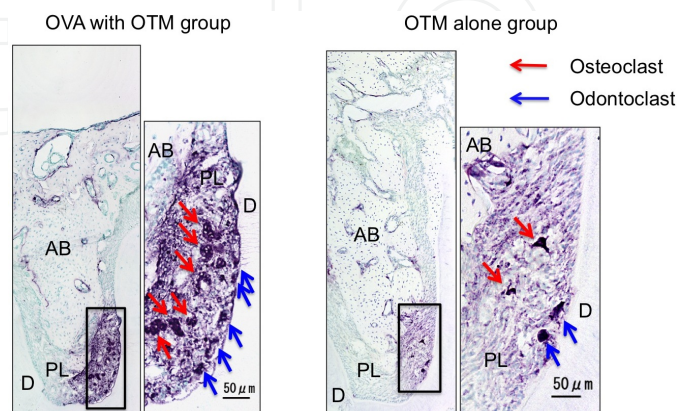 OVA with OTM group
OTM alone group
Osteoclast
Odontoclast
AB
PL
D
AB
PL
D
50 μm
AB
PL
D
AB
D
PL
50 μm